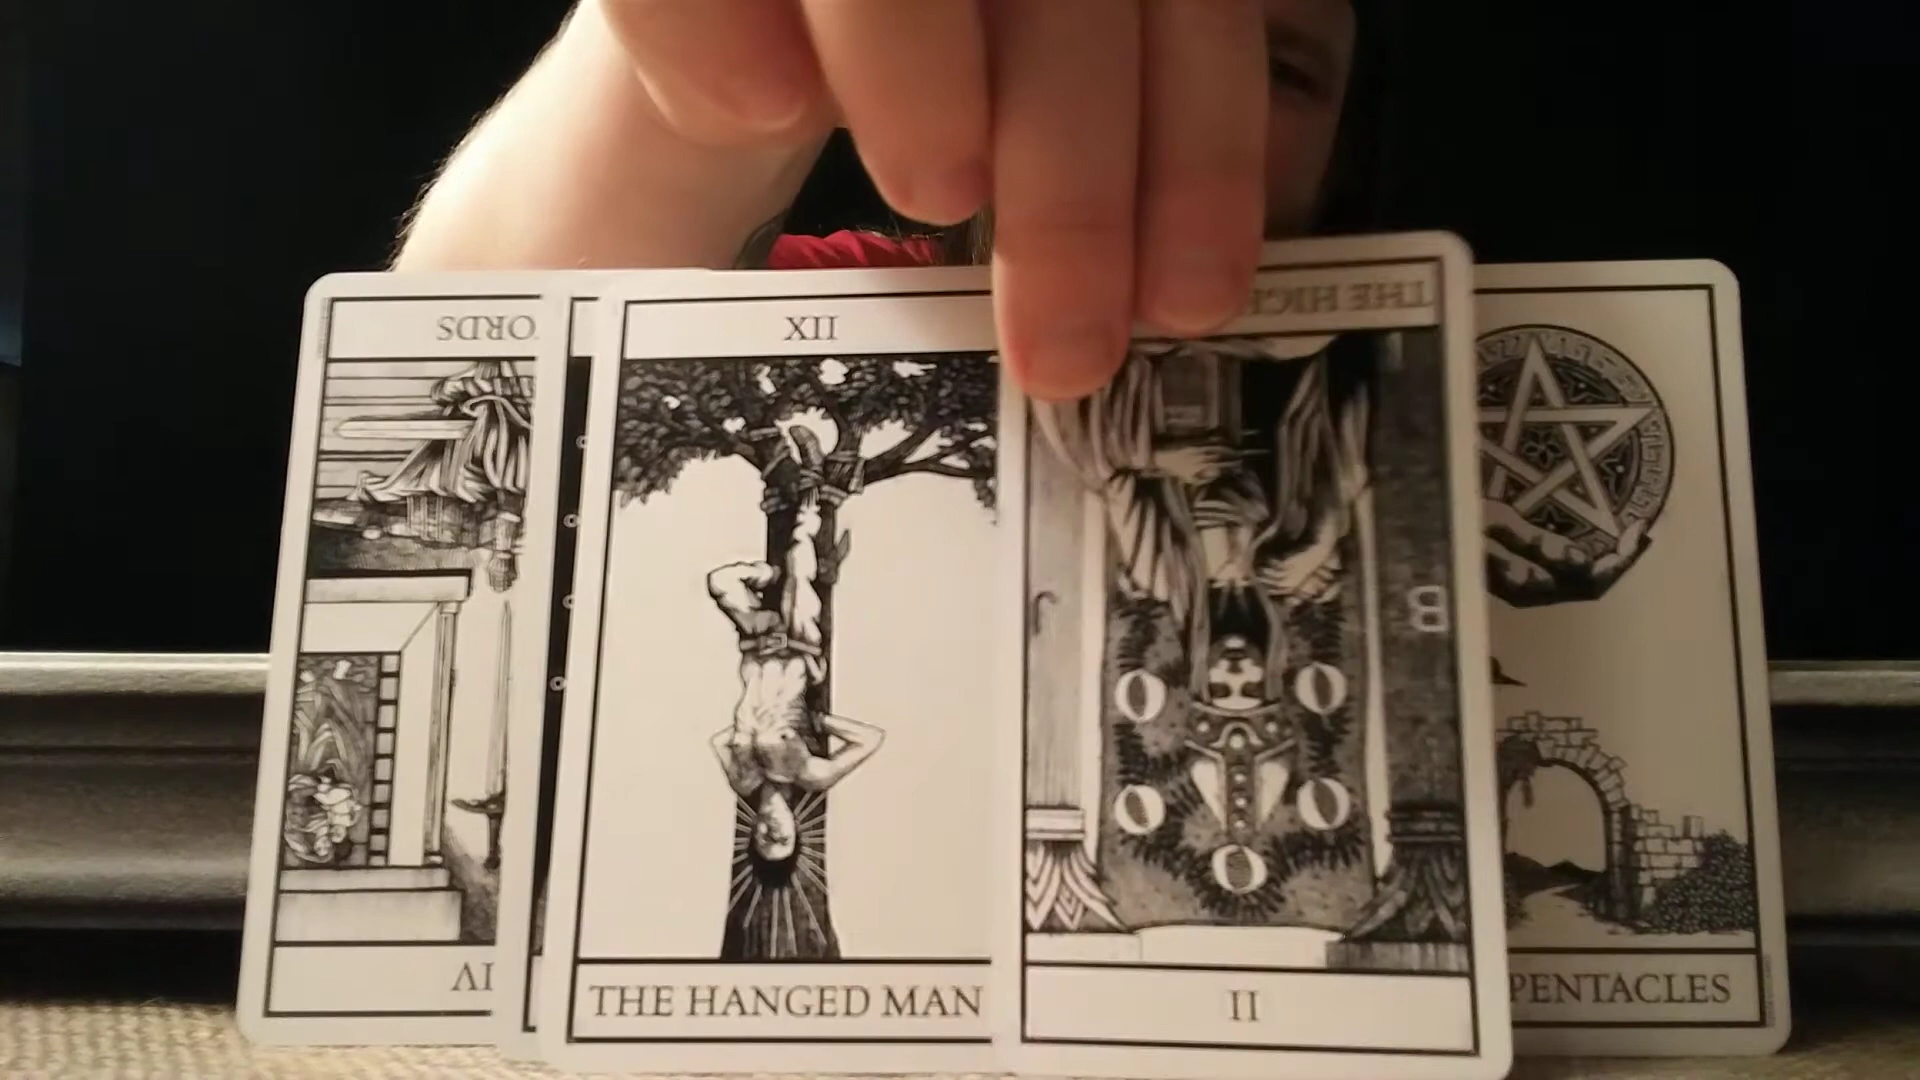 ORDS
IV
XII
THE HANGED MAN
THE HIG
B
II
PENTACLES